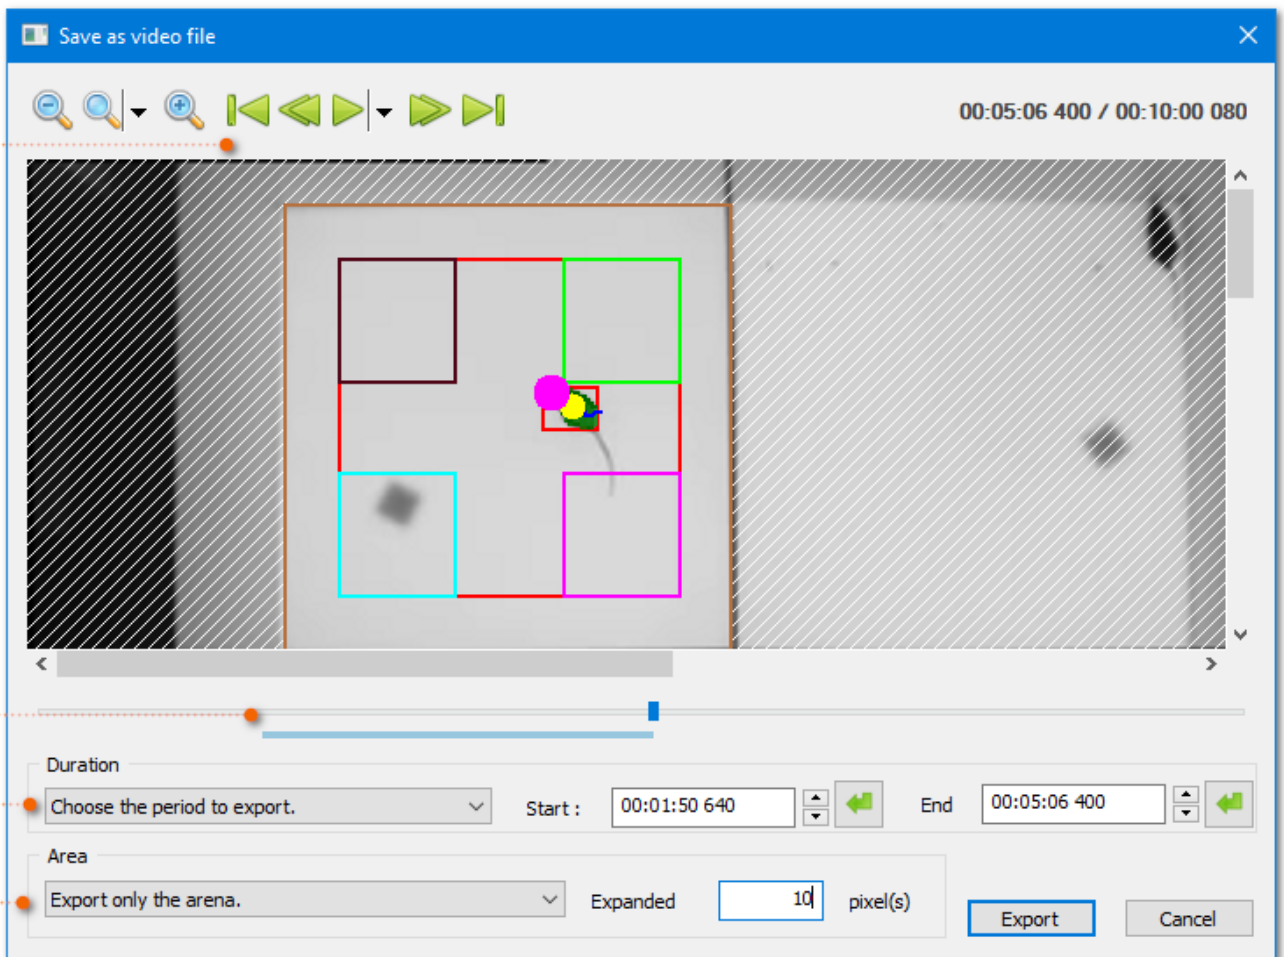 Save as video file
00:05:06 400 / 00:10:00 080
Duration
Choose the period to export.
Start :
00:01:50 640
End
00:05:06 400
Area
Export only the arena.
Expanded
10
pixel(s)
Export
Cancel